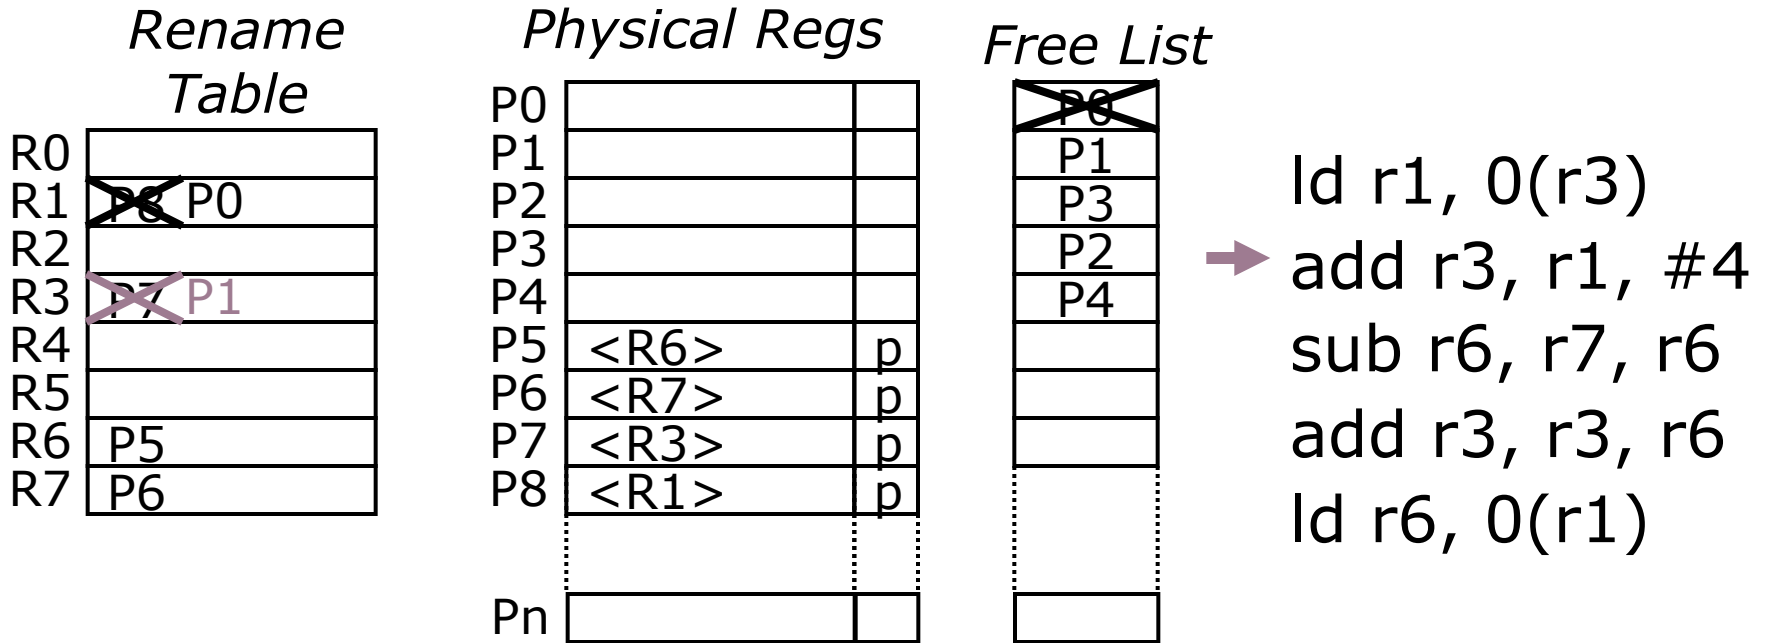 Rename
Table
R0
R1 P8 P0
R2
R3 P7 P1
R4
R5
R6 P5
R7 P6
Physical Regs
P0
P1
P2
P3
P4
P5 <R6> p
P6 <R7> p
P7 <R3> p
P8 <R1> p
Pn
Free List
P0
P1
P3
P2
P4
ld r1, 0(r3)
add r3, r1, #4
sub r6, r7, r6
add r3, r3, r6
ld r6, 0(r1)